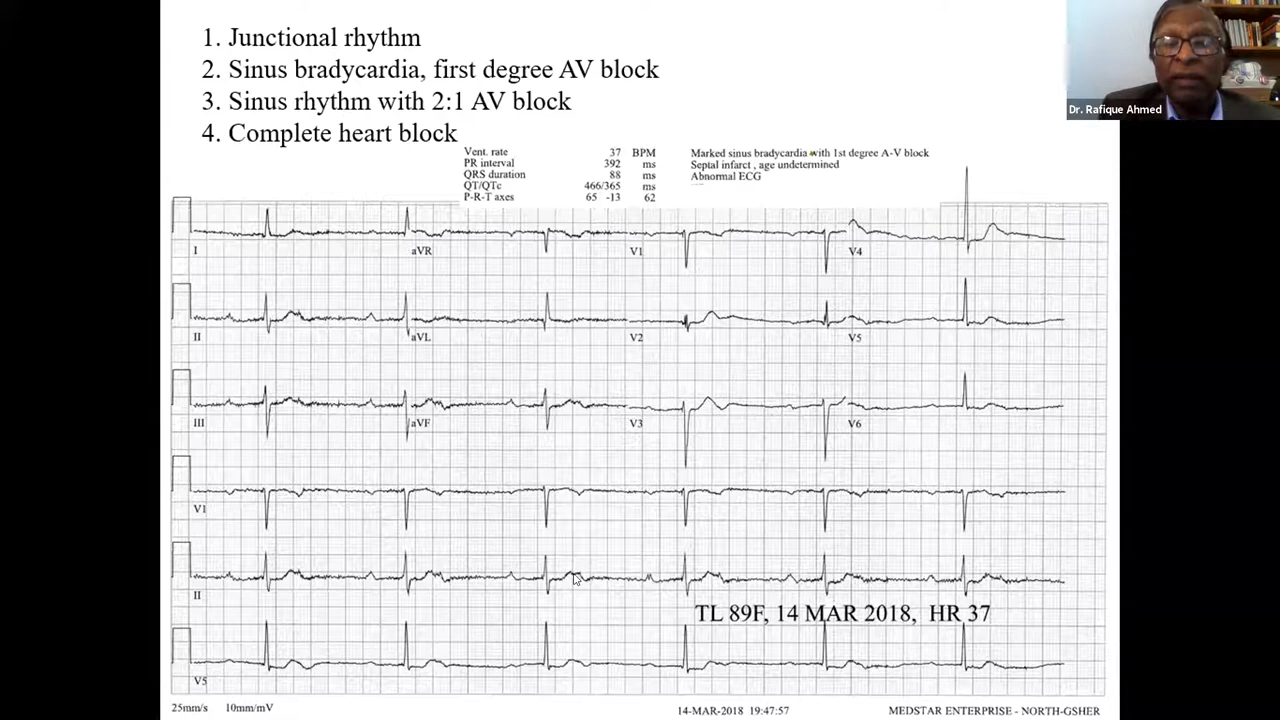 1. Junctional rhythm
2. Sinus bradycardia, first degree AV block
3. Sinus rhythm with 2:1 AV block
4. Complete heart block
Dr. Rafique Ahmed
Vent. rate 37 BPM
PR interval 392 ms
QRS duration 88 ms
QT/QTc 466/365 ms
P-R-T axes 65 -13 62
Marked sinus bradycardia with 1st degree A-V block
Septal infarct , age undetermined
Abnormal ECG
I aVR V1 V4
II aVL V2 V5
III aVF V3 V6
V1
II
TL 89F, 14 MAR 2018, HR 37
V5
25mm/s 10mm/mV 14-MAR-2018 19:47:57 MEDSTAR ENTERPRISE - NORTH-GSHER